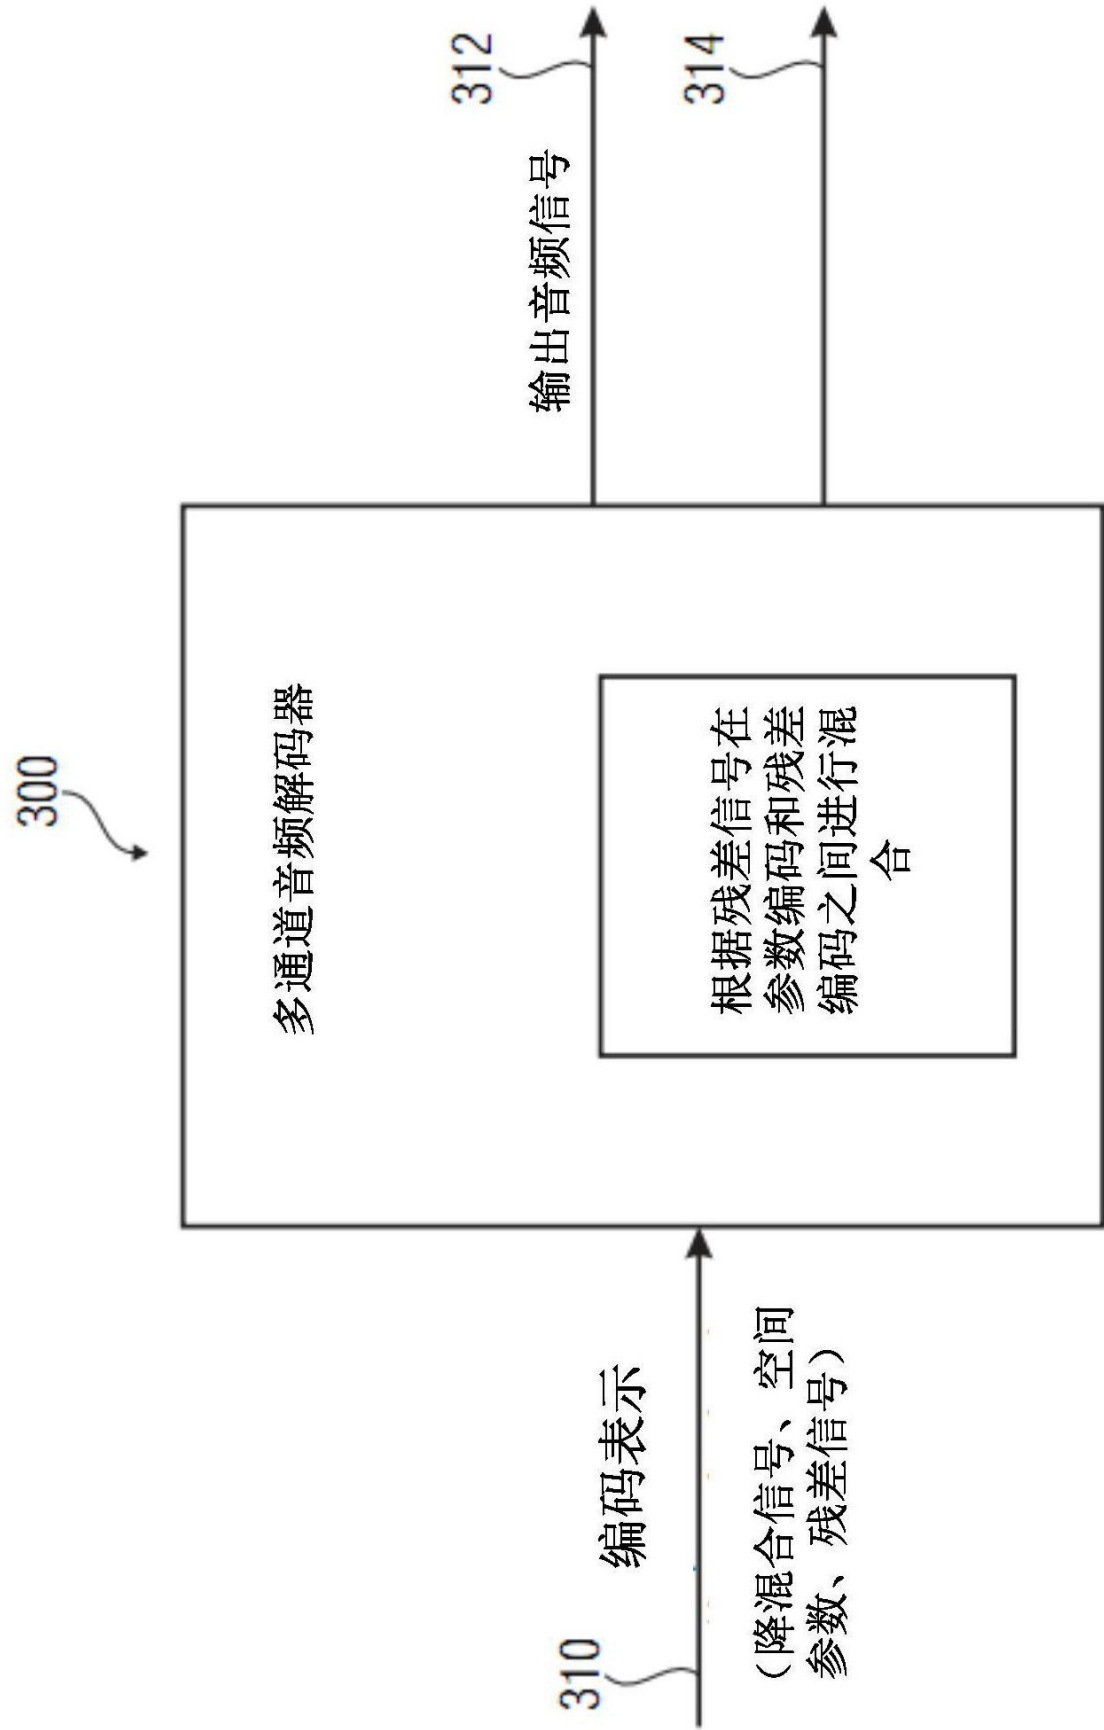 300
多通道音频解码器
310
编码表示
（降混合信号、空间
参数、残差信号）
根据残差信号在
参数编码和残差
编码之间进行混
合
输出音频信号
312
314